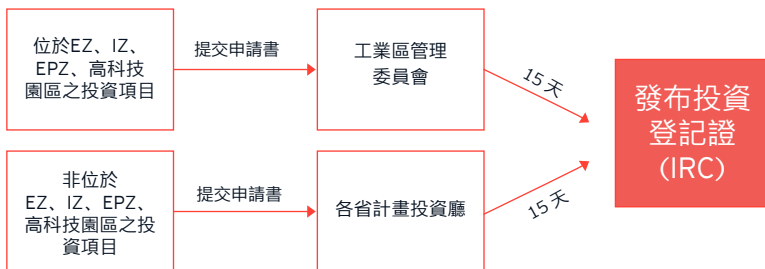 位於EZ、IZ、
EPZ、高科技
園區之投資項目
提交申請書
工業區管理
委員會
15 天
發布投資
登記證
(IRC)
非位於
EZ、IZ、EPZ、
高科技園區之投
資項目
提交申請書
各省計畫投資廳
15 天